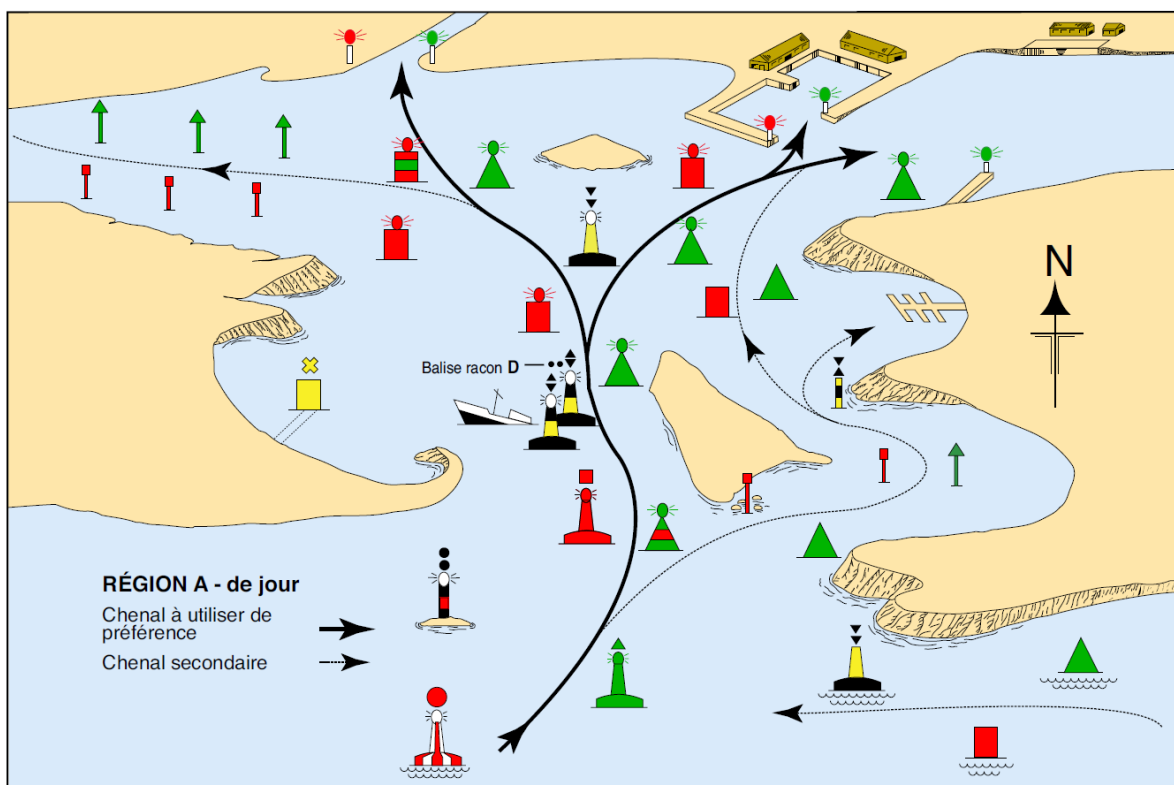 N
Balise racon D
RÉGION A - de jour
Chenal à utiliser de
préférence
Chenal secondaire